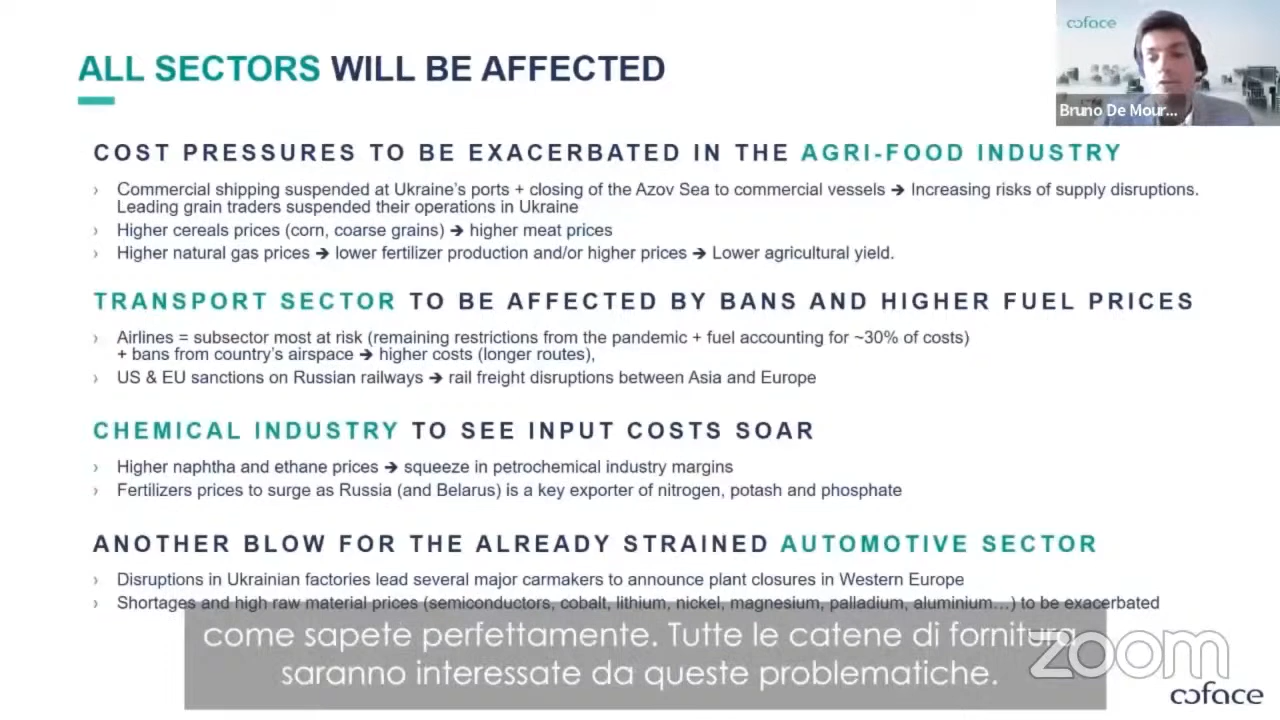 coface
ALL SECTORS WILL BE AFFECTED
Bruno De Mour...
COST PRESSURES TO BE EXACERBATED IN THE AGRI-FOOD INDUSTRY
› Commercial shipping suspended at Ukraine's ports + closing of the Azov Sea to commercial vessels ➔ Increasing risks of supply disruptions.
Leading grain traders suspended their operations in Ukraine
› Higher cereals prices (corn, coarse grains) ➔ higher meat prices
› Higher natural gas prices ➔ lower fertilizer production and/or higher prices ➔ Lower agricultural yield.
TRANSPORT SECTOR TO BE AFFECTED BY BANS AND HIGHER FUEL PRICES
› Airlines = subsector most at risk (remaining restrictions from the pandemic + fuel accounting for ~30% of costs)
+ bans from country's airspace ➔ higher costs (longer routes),
› US & EU sanctions on Russian railways ➔ rail freight disruptions between Asia and Europe
CHEMICAL INDUSTRY TO SEE INPUT COSTS SOAR
› Higher naphtha and ethane prices ➔ squeeze in petrochemical industry margins
› Fertilizers prices to surge as Russia (and Belarus) is a key exporter of nitrogen, potash and phosphate
ANOTHER BLOW FOR THE ALREADY STRAINED AUTOMOTIVE SECTOR
› Disruptions in Ukrainian factories lead several major carmakers to announce plant closures in Western Europe
› Shortages and high raw material prices (semiconductors, cobalt, lithium, nickel, magnesium, palladium, aluminium…) to be exacerbated
come sapete perfettamente. Tutte le catene di fornitura
saranno interessate da queste problematiche.
zoom
coface